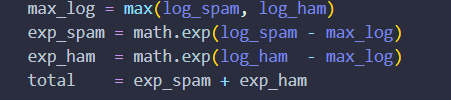 max_log = max(log_spam, log_ham)
exp_spam = math.exp(log_spam - max_log)
exp_ham  = math.exp(log_ham  - max_log)
total    = exp_spam + exp_ham